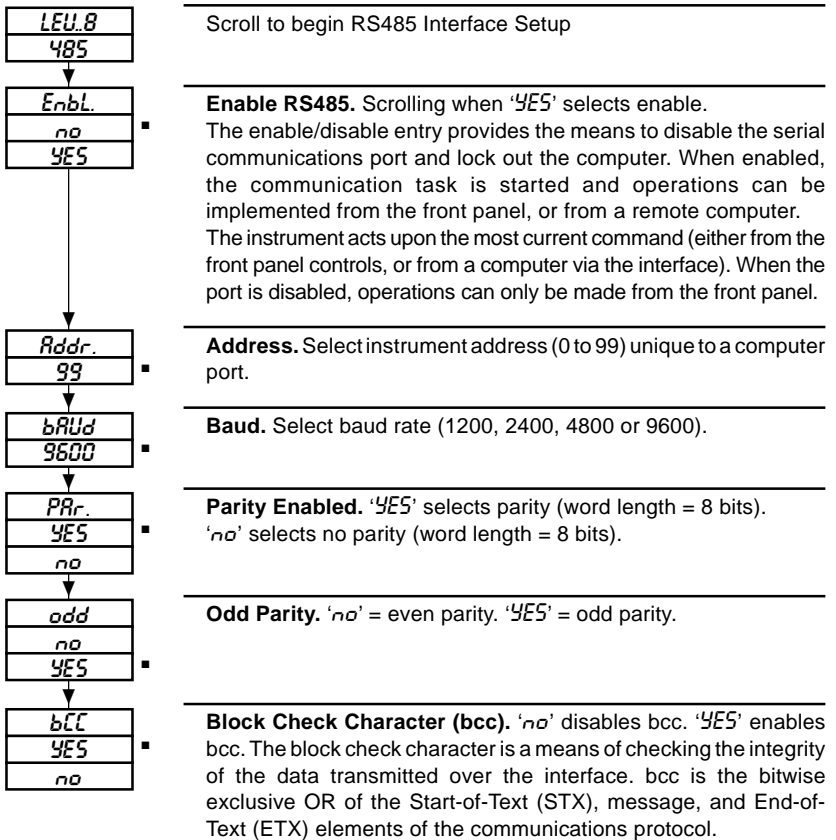 LEU..8
485
Scroll to begin RS485 Interface Setup
EnbL.
no
YES
Enable RS485. Scrolling when ‘YES’ selects enable.
The enable/disable entry provides the means to disable the serial
communications port and lock out the computer. When enabled,
the communication task is started and operations can be
implemented from the front panel, or from a remote computer.
The instrument acts upon the most current command (either from the
front panel controls, or from a computer via the interface). When the
port is disabled, operations can only be made from the front panel.
Addr.
99
Address. Select instrument address (0 to 99) unique to a computer
port.
bAUd
9600
Baud. Select baud rate (1200, 2400, 4800 or 9600).
PAr.
YES
no
Parity Enabled. ‘YES’ selects parity (word length = 8 bits).
‘no’ selects no parity (word length = 8 bits).
odd
no
YES
Odd Parity. ‘no’ = even parity. ‘YES’ = odd parity.
bCC
YES
no
Block Check Character (bcc). ‘no’ disables bcc. ‘YES’ enables
bcc. The block check character is a means of checking the integrity
of the data transmitted over the interface. bcc is the bitwise
exclusive OR of the Start-of-Text (STX), message, and End-of-
Text (ETX) elements of the communications protocol.